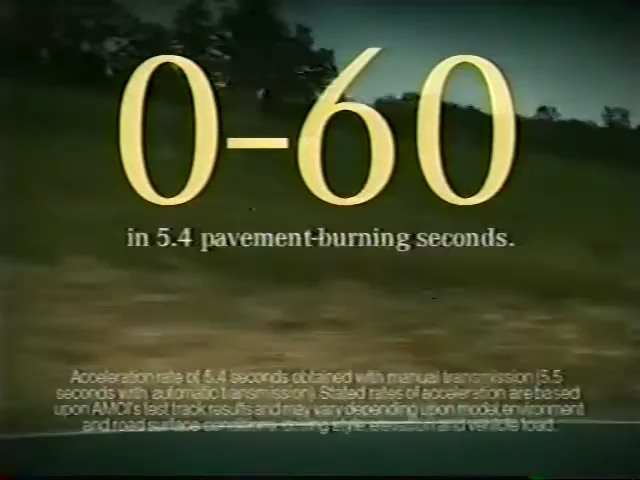 0–60
in 5.4 pavement-burning seconds.
Acceleration rate of 5.4 seconds obtained with manual transmission (5.5
seconds with automatic transmission). Stated rates of acceleration are based
upon AMCI's test track results and may vary depending upon model, environment
and road surface conditions, driving style, elevation and vehicle load.